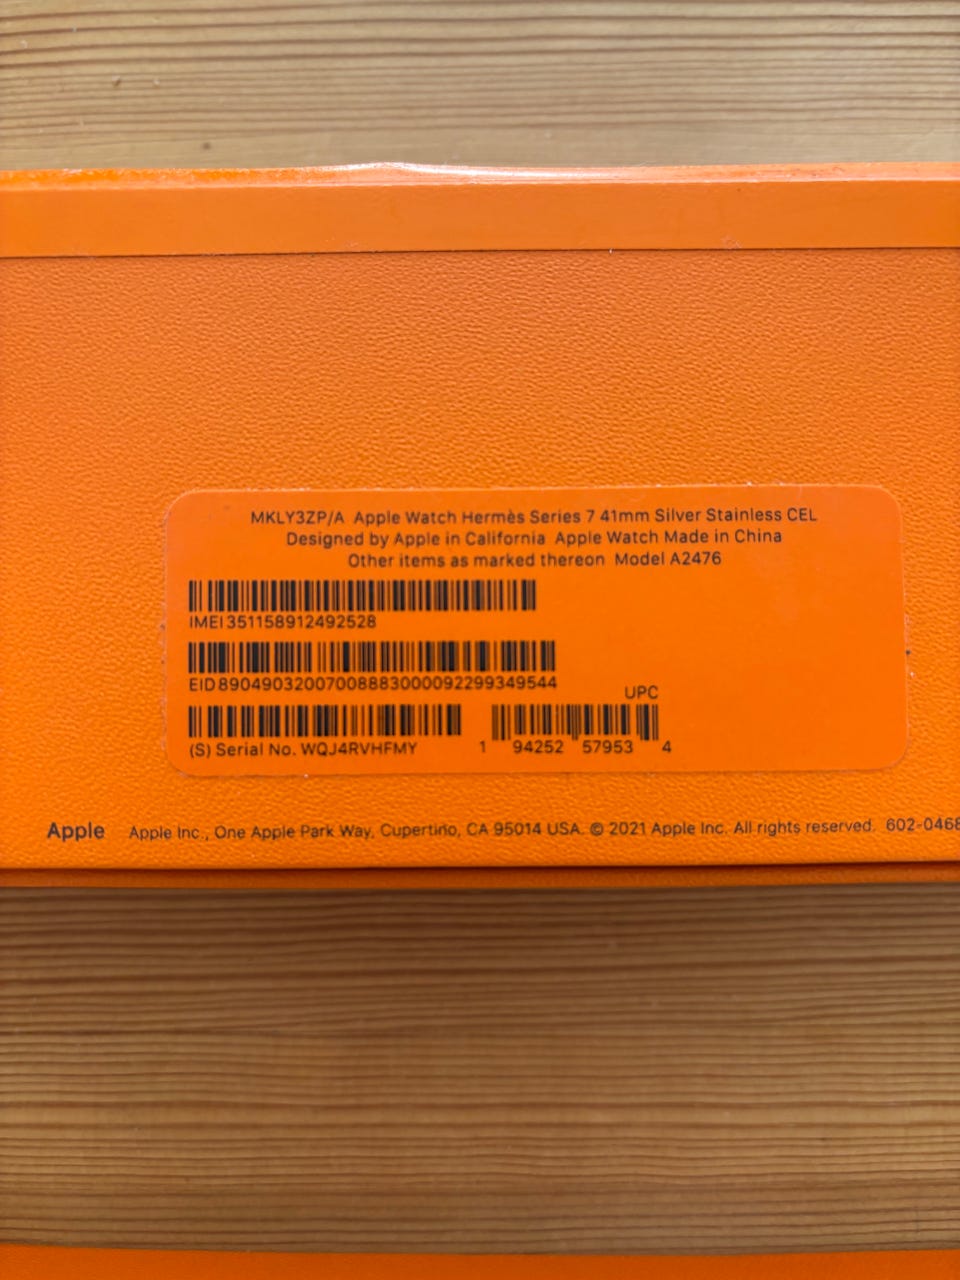 MKLY3ZP/A Apple Watch Hermès Series 7 41mm Silver Stainless CEL
Designed by Apple in California Apple Watch Made in China
Other items as marked thereon Model A2476
IMEI 351158912492528
EID 89049032007008883000092299349544
UPC
(S) Serial No. WQJ4RVHFMY
1 94252 57953 4
Apple Apple Inc., One Apple Park Way, Cupertino, CA 95014 USA. © 2021 Apple Inc. All rights reserved. 602-0468